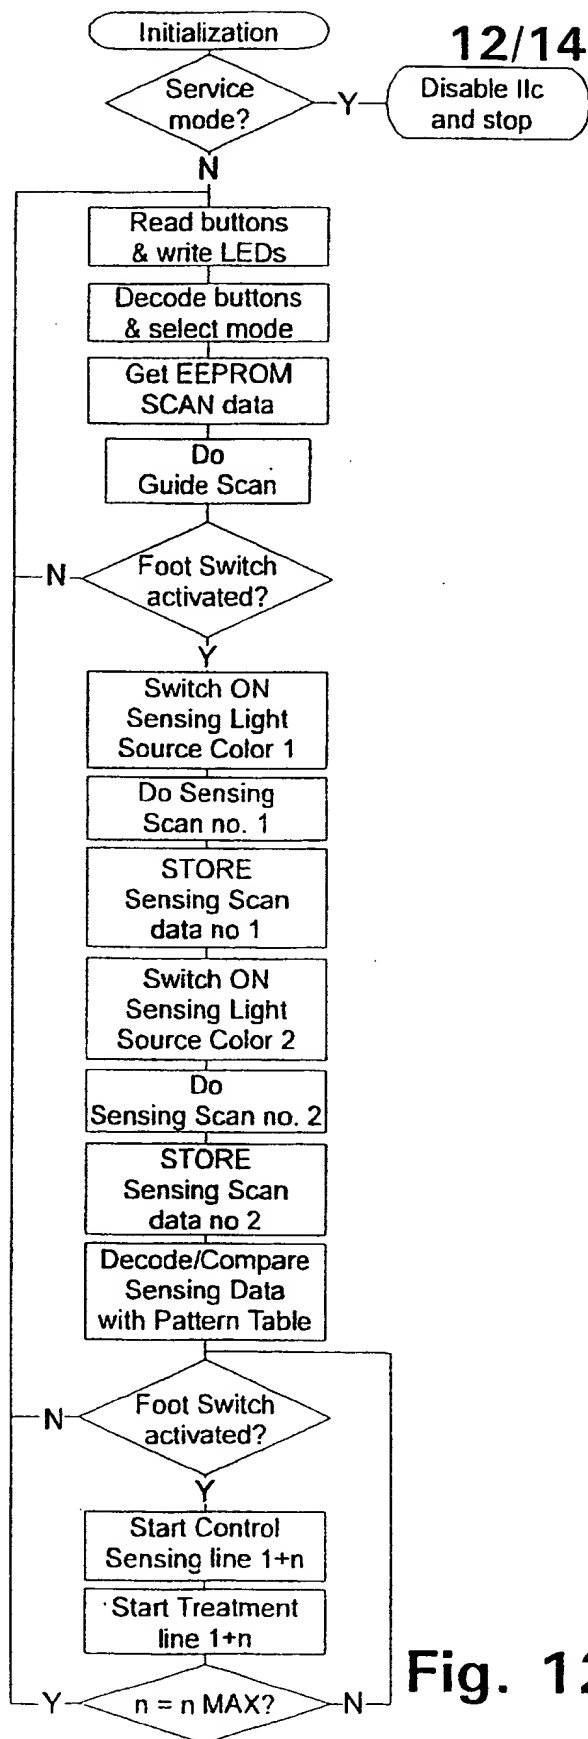 Initialization
12/14
Service
mode?
Y
Disable IIc
and stop
N
Read buttons
& write LEDs
Decode buttons
& select mode
Get EEPROM
SCAN data
Do
Guide Scan
Foot Switch
activated?
N
Y
Switch ON
Sensing Light
Source Color 1
Do Sensing
Scan no. 1
STORE
Sensing Scan
data no 1
Switch ON
Sensing Light
Source Color 2
Do
Sensing Scan no. 2
STORE
Sensing Scan
data no 2
Decode/Compare
Sensing Data
with Pattern Table
Foot Switch
activated?
N
Y
Start Control
Sensing line 1+n
Start Treatment
line 1+n
Y
n = n MAX?
N
Fig. 12